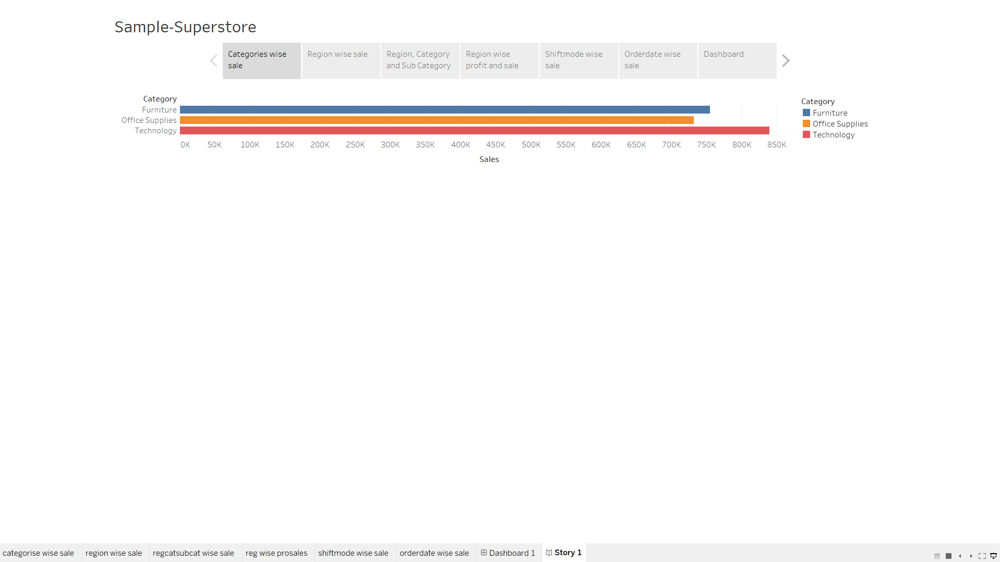 Sample-Superstore
Categories wise
sale
Region wise sale
Region, Category
and Sub Category
Region wise
profit and sale
Shiftmode wise
sale
Orderdate wise
sale
Dashboard
Category
Furniture
Office Supplies
Technology
0K 50K 100K 150K 200K 250K 300K 350K 400K 450K 500K 550K 600K 650K 700K 750K 800K 850K
Sales
Category
Furniture
Office Supplies
Technology
categorise wise sale region wise sale regcatsubcat wise sale reg wise prosales shiftmode wise sale orderdate wise sale Dashboard 1 Story 1